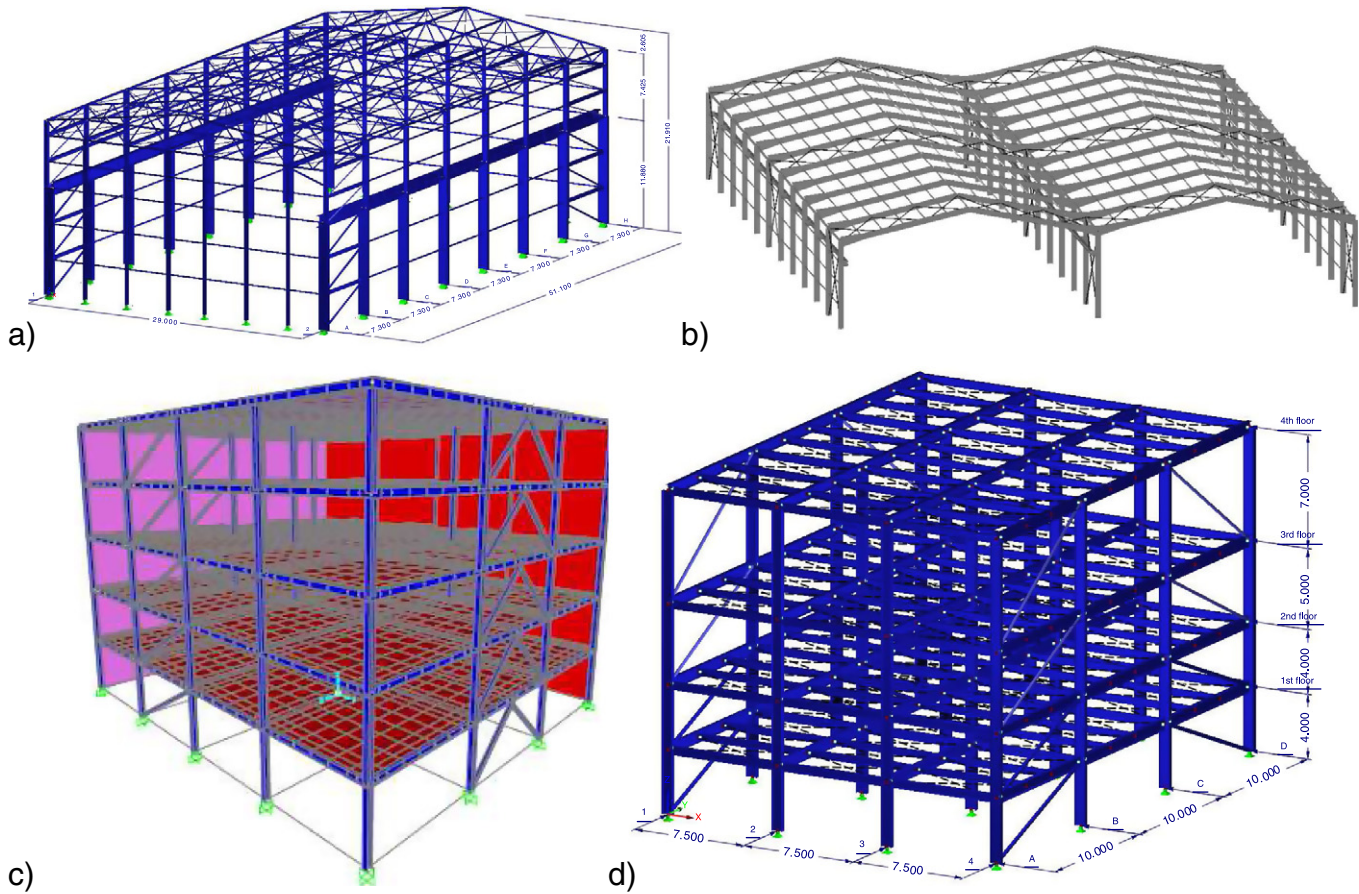 2.605
7.425
21.910
11.880
H
7.300
G
7.300
F
7.300
E
7.300
D
7.300
C
7.300
B
7.300
A
51.100
1
29.000
2
a)
b)
c)
4th floor
7.000
3rd floor
5.000
2nd floor
4.000
1st floor
4.000
D
10.000
C
10.000
B
10.000
A
1
Y
X
7.500
2
7.500
3
7.500
4
d)